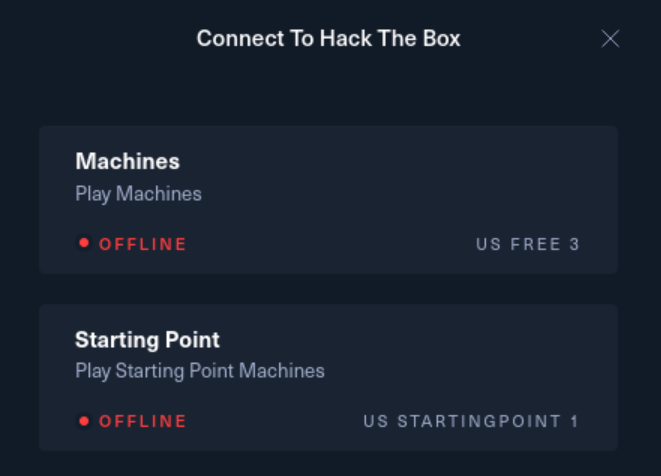 Connect To Hack The Box
Machines
Play Machines
OFFLINE
US FREE 3
Starting Point
Play Starting Point Machines
OFFLINE
US STARTINGPOINT 1